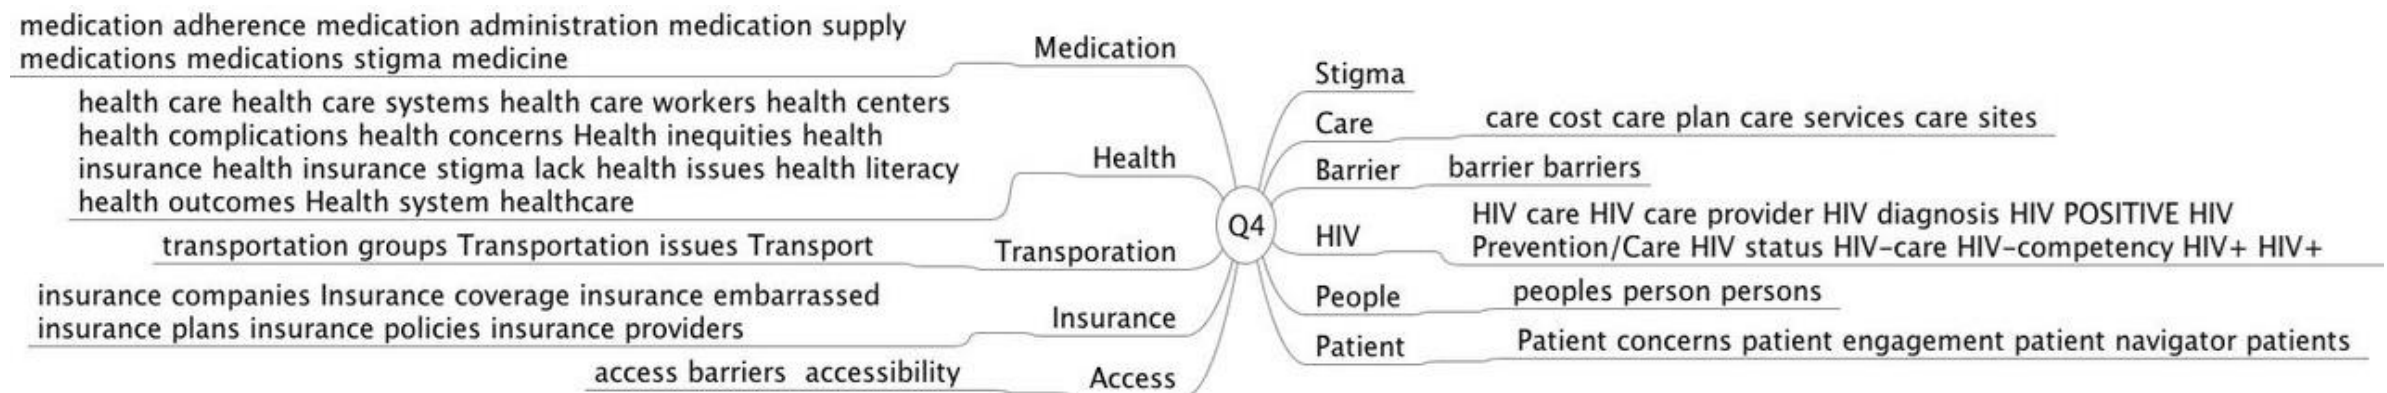 medication adherence medication administration medication supply
medications medications stigma medicine
Medication
health care health care systems health care workers health centers
health complications health concerns Health inequities health
insurance health insurance stigma lack health issues health literacy
health outcomes Health system healthcare
Health
transportation groups Transportation issues Transport
Transporation
insurance companies Insurance coverage insurance embarrassed
insurance plans insurance policies insurance providers
Insurance
access barriers accessibility
Access
Q4
Stigma
Care
care cost care plan care services care sites
Barrier
barrier barriers
HIV
HIV care HIV care provider HIV diagnosis HIV POSITIVE HIV
Prevention/Care HIV status HIV-care HIV-competency HIV+ HIV+
People
peoples person persons
Patient
Patient concerns patient engagement patient navigator patients